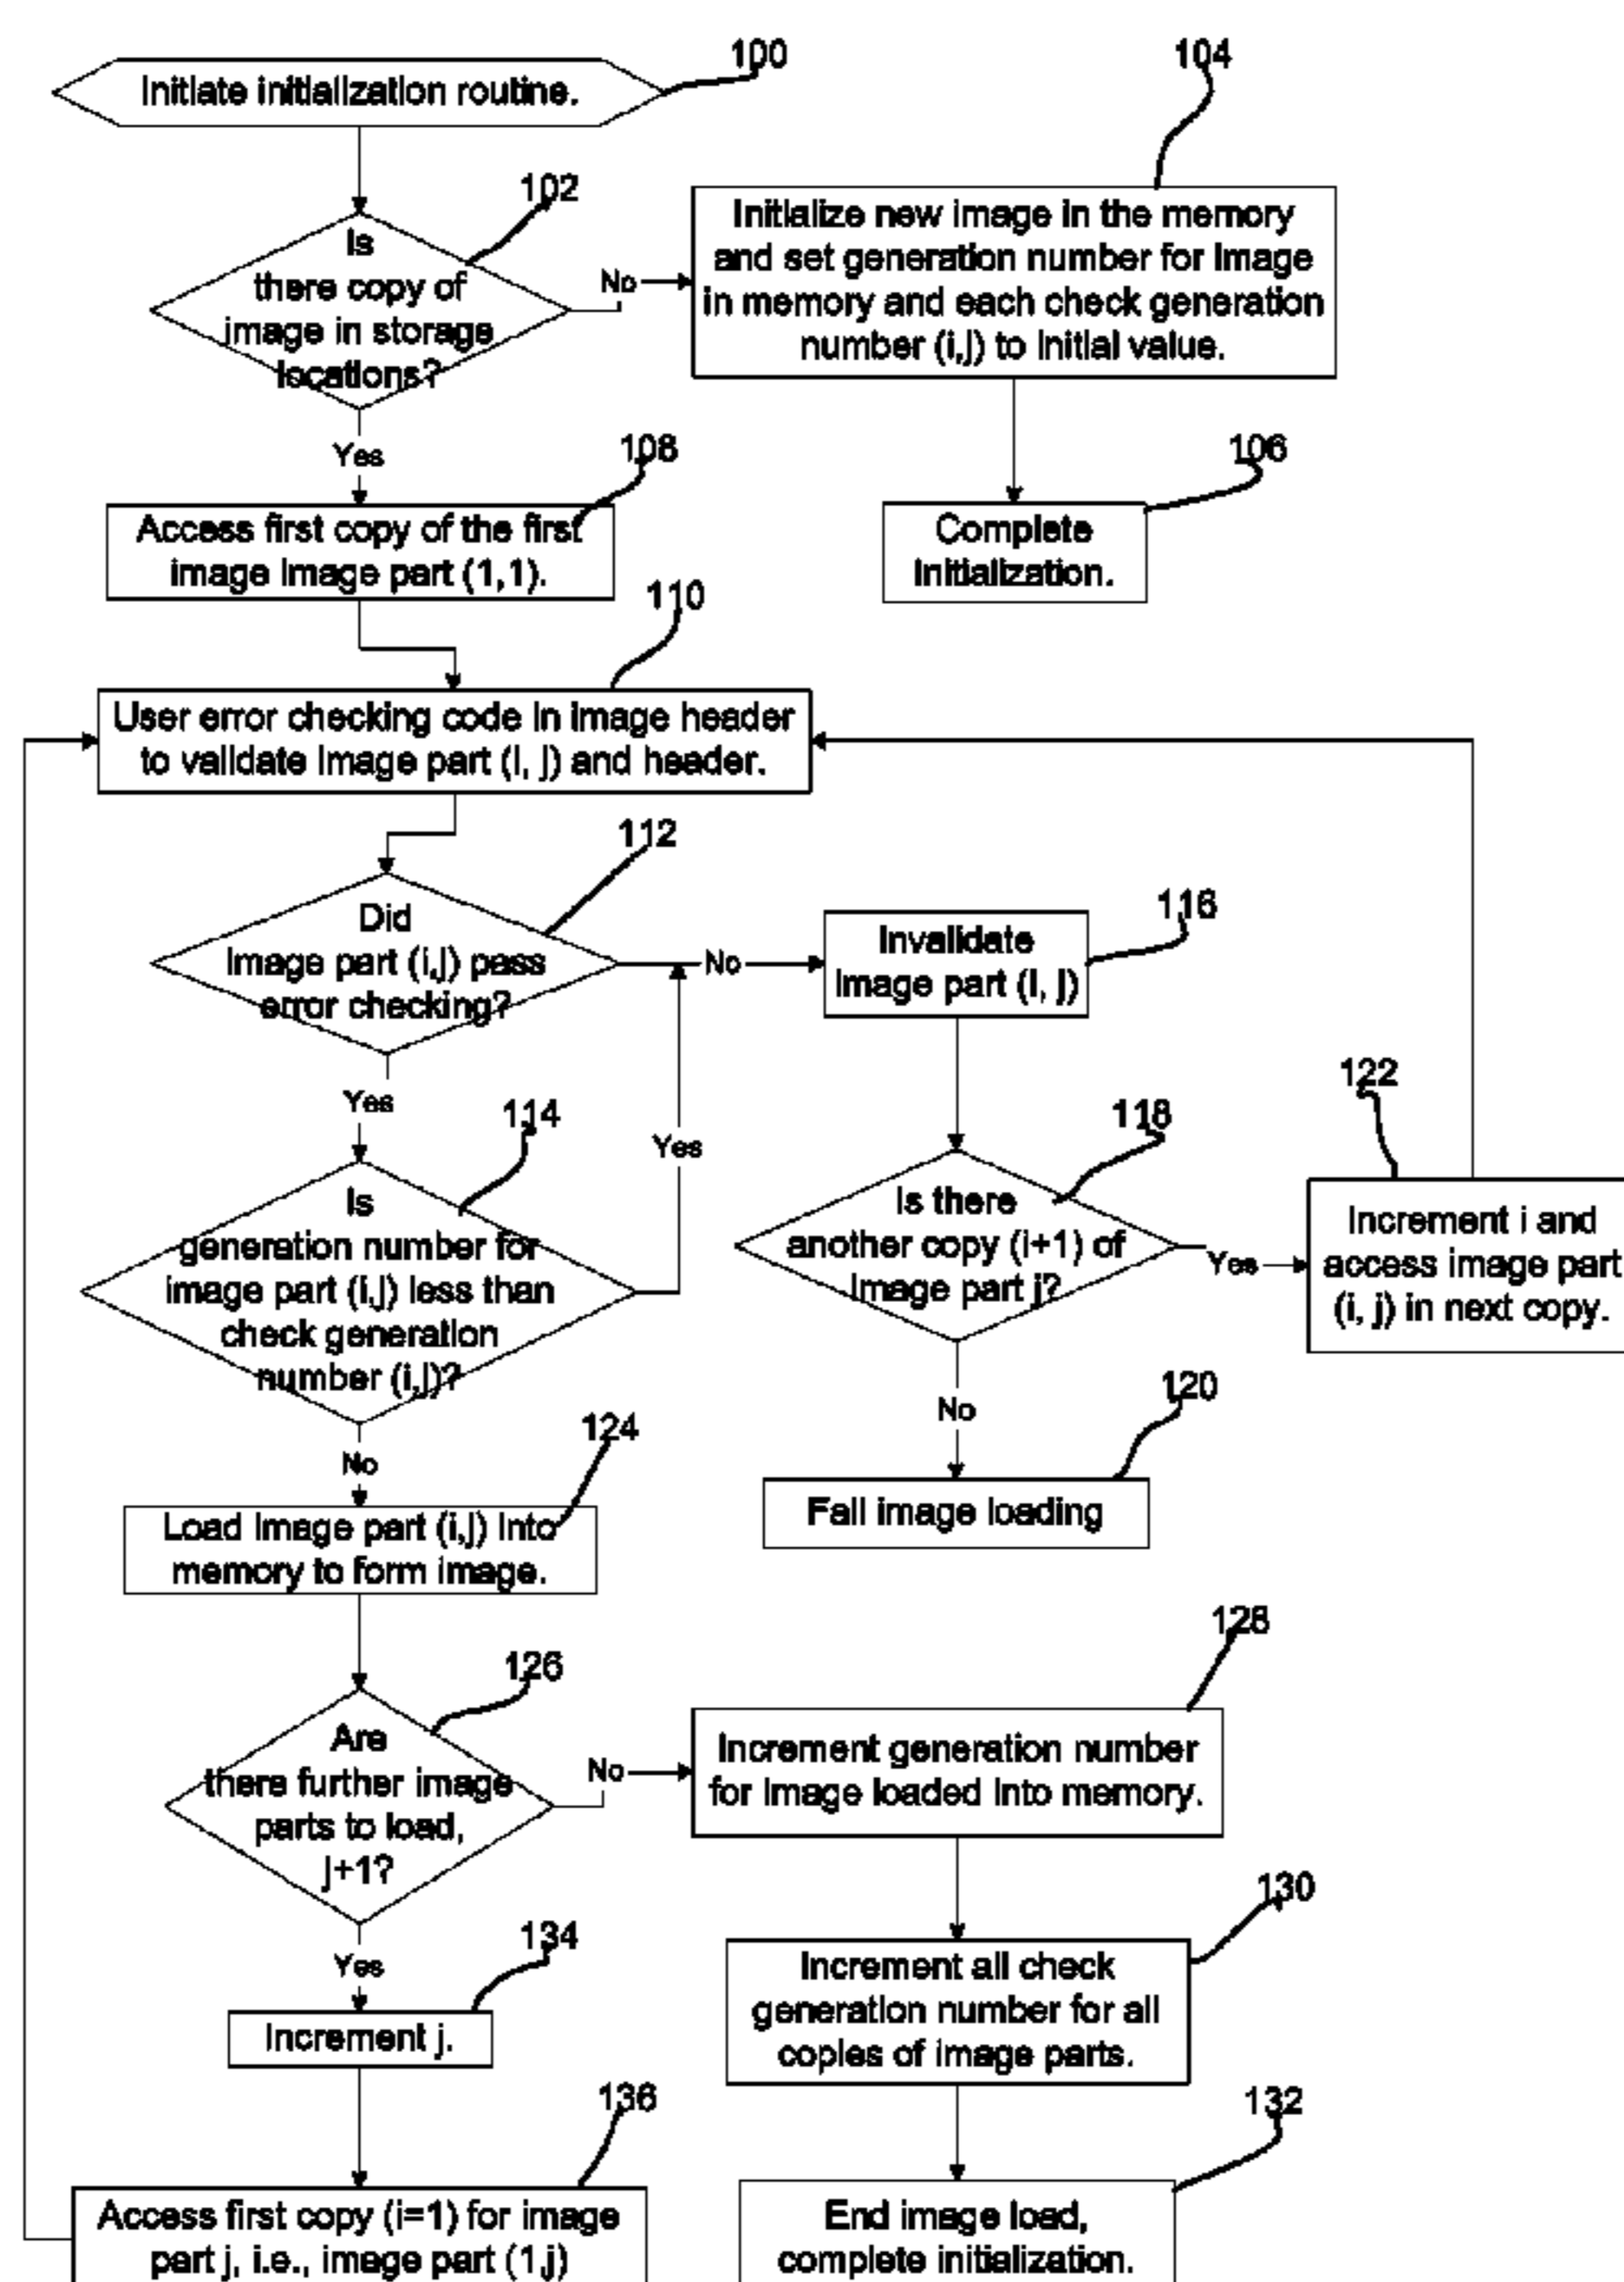 100
Initiate initialization routine.
104
102
Is
there copy of
image in storage
locations?
No
Initialize new image in the memory
and set generation number for image
in memory and each check generation
number (i,j) to initial value.
Yes
108
106
Access first copy of the first
image image part (1,1).
Complete
initialization.
110
User error checking code in image header
to validate image part (i, j) and header.
112
Did
image part (i,j) pass
error checking?
No
116
Invalidate
image part (i, j)
Yes
114
Yes
118
122
Is
generation number for
image part (i,j) less than
check generation
number (i,j)?
Is there
another copy (i+1) of
image part j?
Yes
Increment i and
access image part
(i, j) in next copy.
No
124
No
120
Load image part (i,j) into
memory to form image.
Fail image loading
126
128
Are
there further image
parts to load,
j+1?
No
Increment generation number
for image loaded into memory.
Yes
134
130
Increment j.
Increment all check
generation number for all
copies of image parts.
136
132
Access first copy (i=1) for image
part j, i.e., image part (1,j)
End image load,
complete initialization.